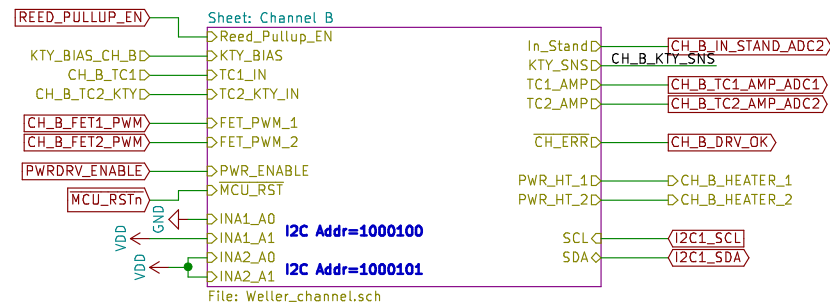 REED_PULLUP_EN
Sheet: Channel B
Reed_Pullup_EN
In_Stand
CH_B_IN_STAND_ADC2
KTY_BIAS_CH_B
KTY_BIAS
KTY_SNS
CH_B_KTY_SNS
CH_B_TC1
TC1_IN
TC1_AMP
CH_B_TC1_AMP_ADC1
CH_B_TC2_KTY
TC2_KTY_IN
TC2_AMP
CH_B_TC2_AMP_ADC2
CH_B_FET1_PWM
FET_PWM_1
CH_B_FET2_PWM
FET_PWM_2
CH_ERR
CH_B_DRV_OK
PWRDRV_ENABLE
PWR_ENABLE
MCU_RST
PWR_HT_1
CH_B_HEATER_1
MCU_RSTn
PWR_HT_2
CH_B_HEATER_2
GND
INA1_A0
I2C Addr=1000100
VDD
INA1_A1
SCL
I2C1_SCL
VDD
INA2_A0
SDA
I2C1_SDA
I2C Addr=1000101
INA2_A1
File: Weller_channel.sch